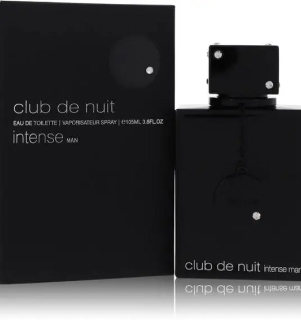 club de nuit
EAU DE TOILETTE | VAPORISATEUR SPRAY | ℮105ML 3.6FL.OZ
intense MAN
club de nuit intense man